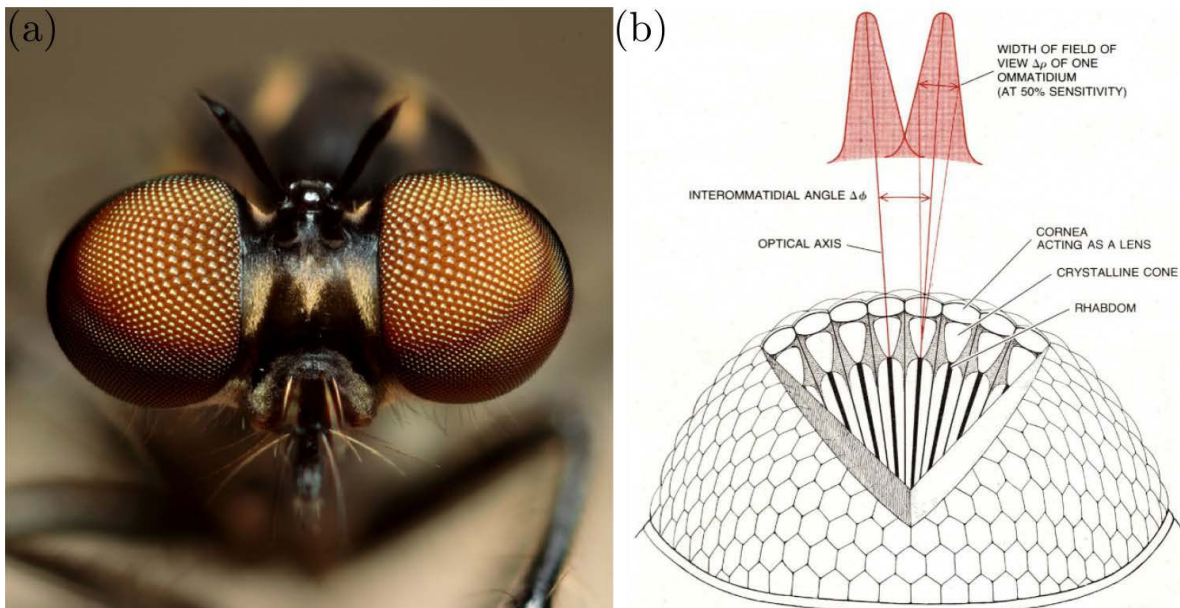 (a)
(b)
WIDTH OF FIELD OF
VIEW Δρ OF ONE
OMMATIDIUM
(AT 50% SENSITIVITY)
INTEROMMATIDIAL ANGLE Δϕ
OPTICAL AXIS
CORNEA
ACTING AS A LENS
CRYSTALLINE CONE
RHABDOM